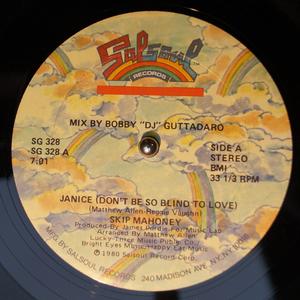 Salsoul
RECORDS
MIX BY BOBBY "DJ" GUTTADARO
SG 328
SG 328 A
7:01
SIDE A
STEREO
BMI
33 1/3 RPM
JANICE (DON'T BE SO BLIND TO LOVE)
(Matthew Allen-Reggie Vaughn)
SKIP MAHONEY
Produced by James Purdie For Music Lab
Arranged by Matthew Allen
Lucky Three Music Publ. Co.
Bright Eyes Music-Happy Ear Music
© 1980 Salsoul Record Corp.
MFG. BY SALSOUL RECORDS, 240 MADISON AVE. NY, NY